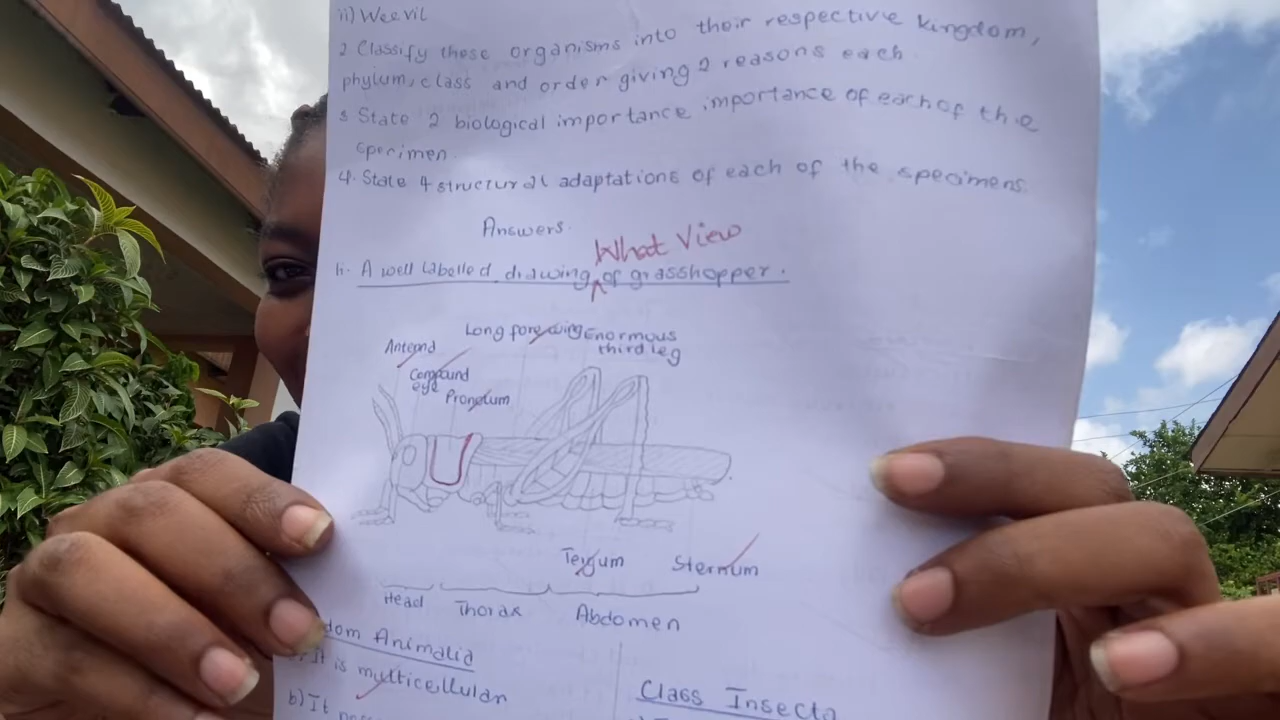 ii) Weevil
2 Classify these organisms into their respective kingdom,
phylum, class and order giving 2 reasons each.
3 State 2 biological importance importance of each of the
specimen.
4. State 4 structural adaptations of each of the specimens.
Answers.
What View
1i. A well labelled drawing of grasshopper.
Long fore wing Enormous
third leg
Antenna
Compound
eye
Pronotum
Tergum Sternum
Head Thorax Abdomen
dom Animalia
It is multicellular
Class Insecta
b) It